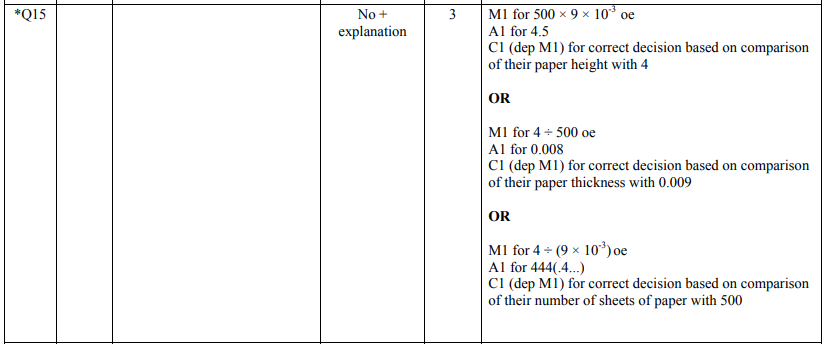 *Q15
No +
explanation
3
M1 for 500 × 9 × 10⁻³ oe
A1 for 4.5
C1 (dep M1) for correct decision based on comparison
of their paper height with 4
OR
M1 for 4 ÷ 500 oe
A1 for 0.008
C1 (dep M1) for correct decision based on comparison
of their paper thickness with 0.009
OR
M1 for 4 ÷ (9 × 10⁻³) oe
A1 for 444(.4...)
C1 (dep M1) for correct decision based on comparison
of their number of sheets of paper with 500